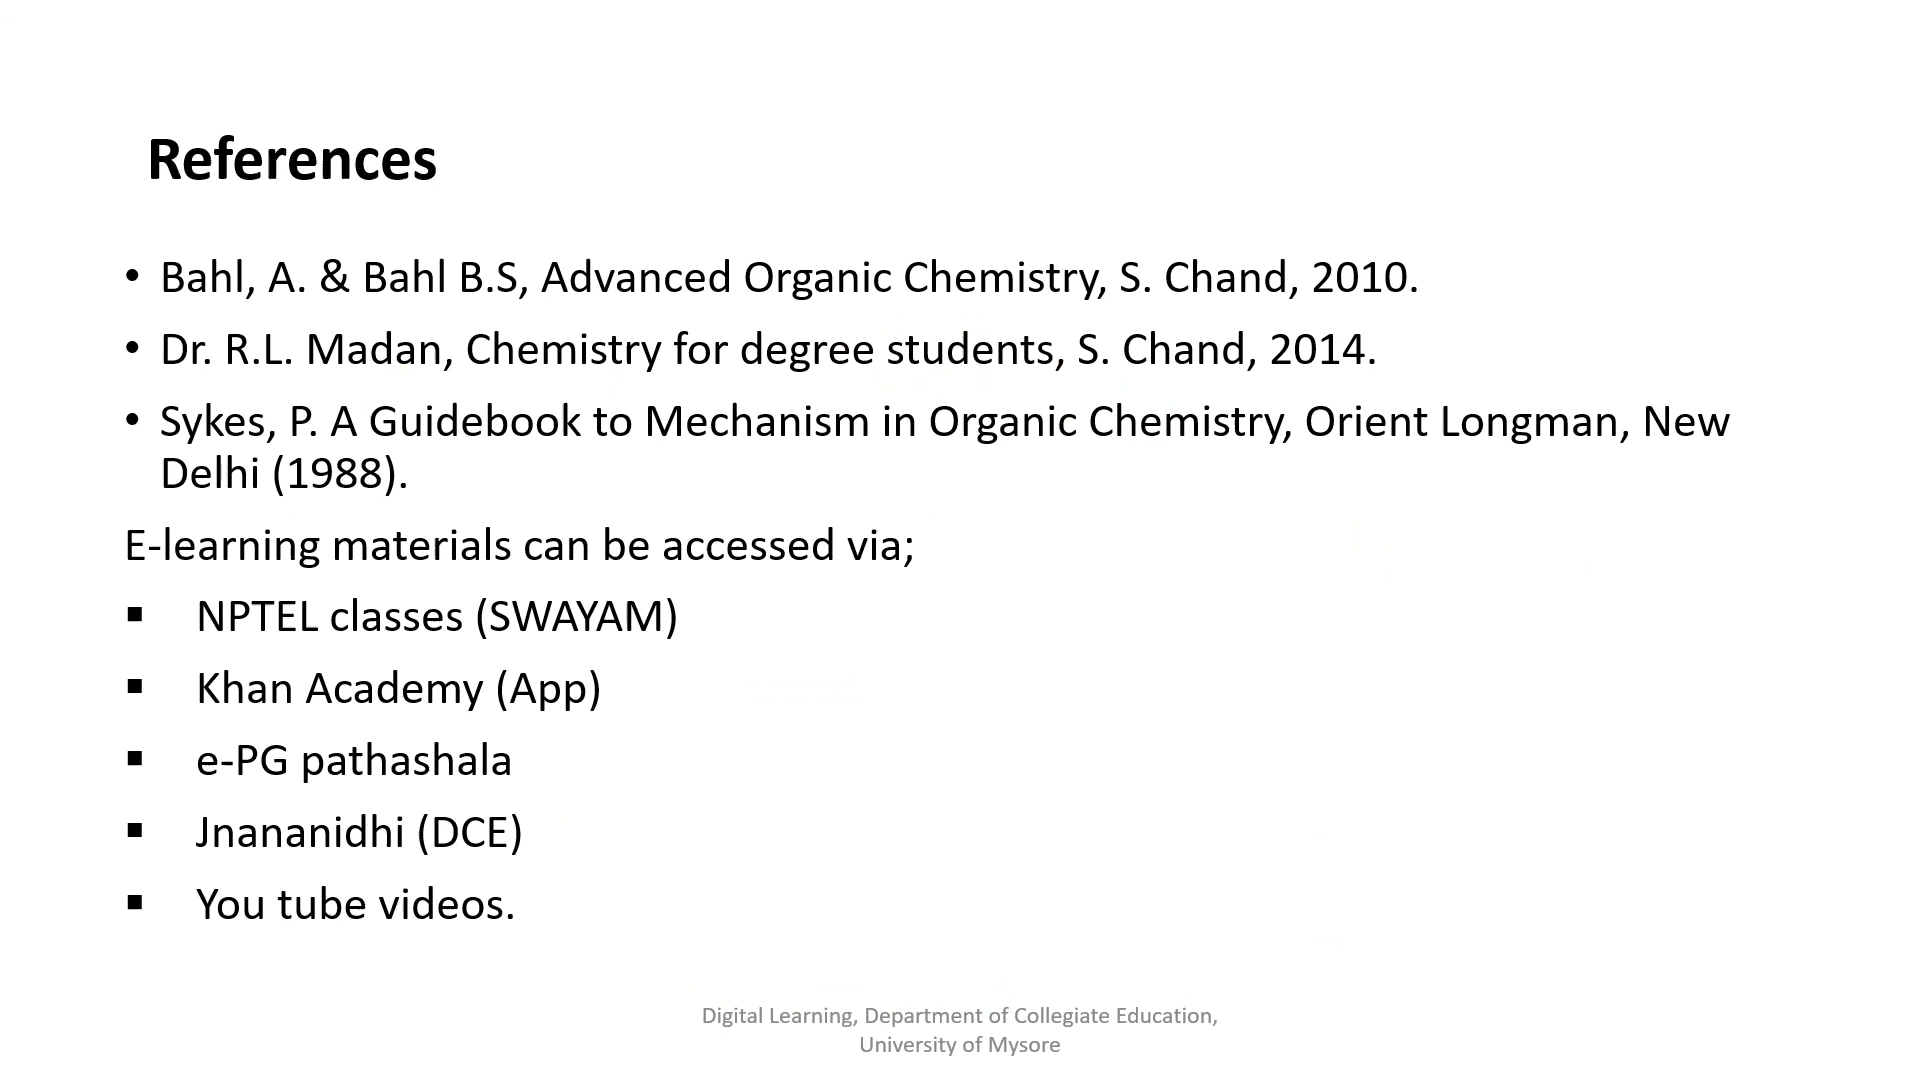 References
• Bahl, A. & Bahl B.S, Advanced Organic Chemistry, S. Chand, 2010.
• Dr. R.L. Madan, Chemistry for degree students, S. Chand, 2014.
• Sykes, P. A Guidebook to Mechanism in Organic Chemistry, Orient Longman, New
Delhi (1988).
E-learning materials can be accessed via;
▪ NPTEL classes (SWAYAM)
▪ Khan Academy (App)
▪ e-PG pathashala
▪ Jnananidhi (DCE)
▪ You tube videos.
Digital Learning, Department of Collegiate Education,
University of Mysore